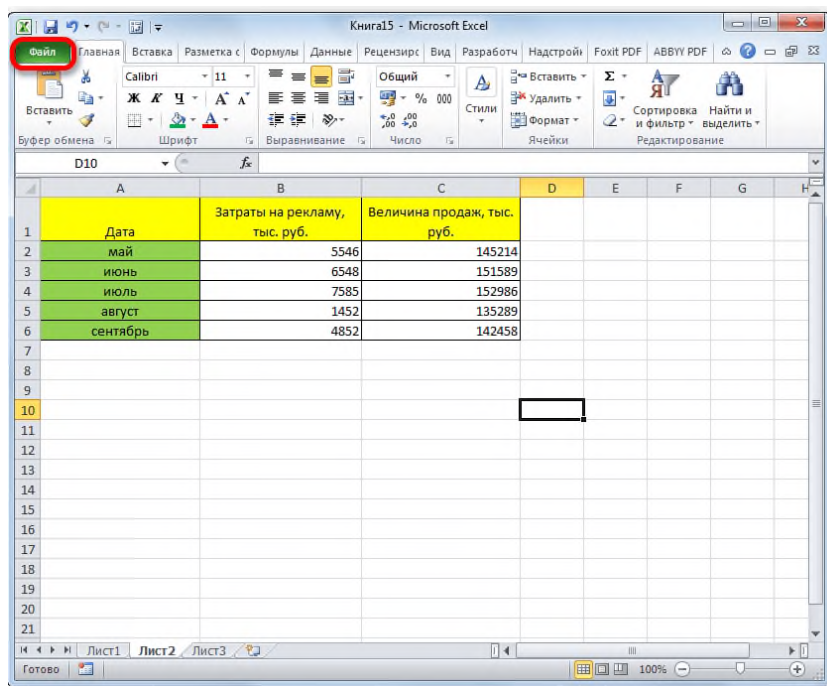 Книга15 - Microsoft Excel
Файл Главная Вставка Разметка с Формулы Данные Рецензирс Вид Разработч Надстройк Foxit PDF ABBYY PDF
Вставить
Calibri 11
Ж К Ч
А А
А
Общий
% 000
,00 ,00
Стили
Вставить
Удалить
Формат
Σ
Сортировка и фильтр
Найти и выделить
Буфер обмена Шрифт Выравнивание Число Ячейки Редактирование
D10 fx
A B C D E F G H
1 Дата Затраты на рекламу, тыс. руб. Величина продаж, тыс. руб.
2 май 5546 145214
3 июнь 6548 151589
4 июль 7585 152986
5 август 1452 135289
6 сентябрь 4852 142458
7
8
9
10
11
12
13
14
15
16
17
18
19
20
21
Лист1 Лист2 Лист3
Готово 100%